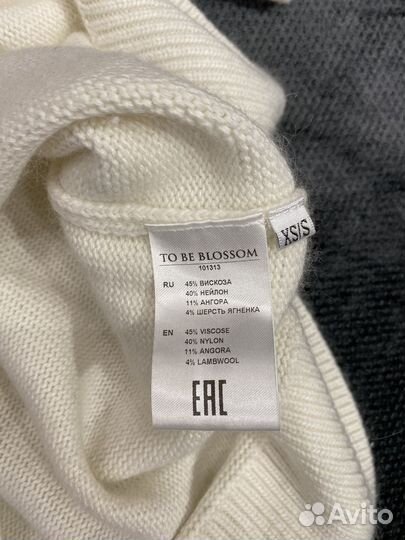 TO BE BLOSSOM
101313
RU 45% ВИСКОЗА
40% НЕЙЛОН
11% АНГОРА
4% ШЕРСТЬ ЯГНЕНКА
EN 45% VISCOSE
40% NYLON
11% ANGORA
4% LAMBWOOL
EAC
XS/S
Avito